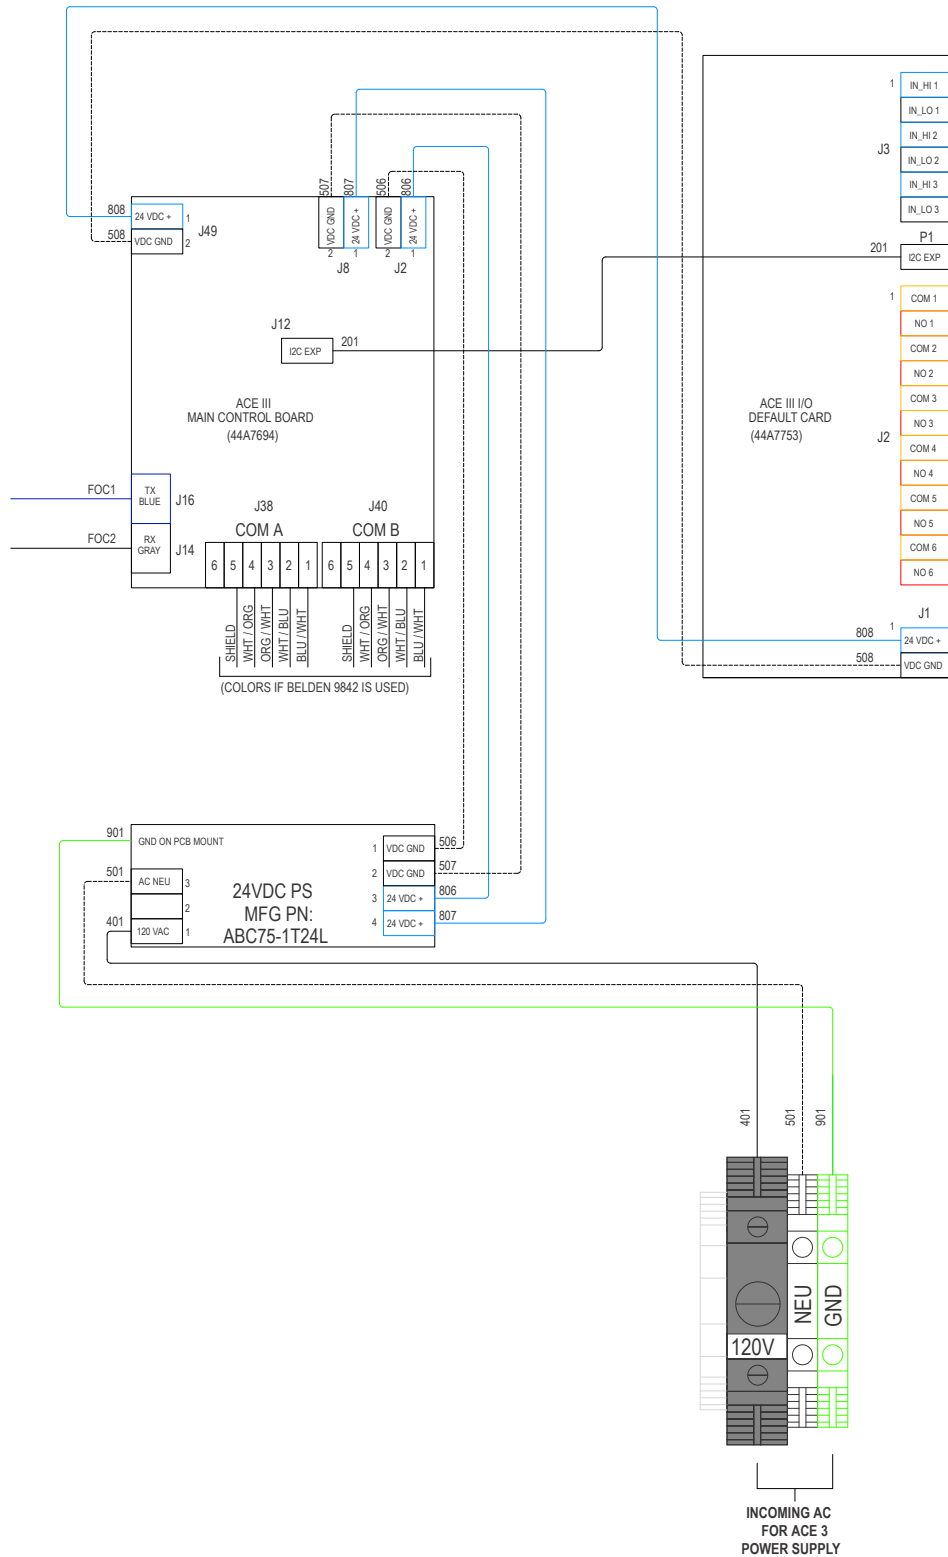 808
24 VDC +
1
508
VDC GND
2
J49
507
807
506
806
VDC GND
24 VDC +
VDC GND
24 VDC +
2
1
2
1
J8
J2
J12
I2C EXP
201
ACE III
MAIN CONTROL BOARD
(44A7694)
FOC1
TX
BLUE
J16
FOC2
RX
GRAY
J14
J38
COM A
6 5 4 3 2 1
J40
COM B
6 5 4 3 2 1
SHIELD
WHT / ORG
ORG / WHT
WHT / BLU
BLU / WHT
SHIELD
WHT / ORG
ORG / WHT
WHT / BLU
BLU / WHT
(COLORS IF BELDEN 9842 IS USED)
1
IN_HI 1
IN_LO 1
IN_HI 2
J3
IN_LO 2
IN_HI 3
IN_LO 3
P1
201
I2C EXP
1
COM 1
NO 1
COM 2
NO 2
COM 3
NO 3
J2
COM 4
NO 4
COM 5
NO 5
COM 6
NO 6
ACE III I/O
DEFAULT CARD
(44A7753)
J1
1
808
24 VDC +
508
VDC GND
901
GND ON PCB MOUNT
501
AC NEU
3
2
401
120 VAC
1
24VDC PS
MFG PN:
ABC75-1T24L
1
VDC GND
506
2
VDC GND
507
3
24 VDC +
806
4
24 VDC +
807
401
501
901
120V
NEU
GND
INCOMING AC
FOR ACE 3
POWER SUPPLY